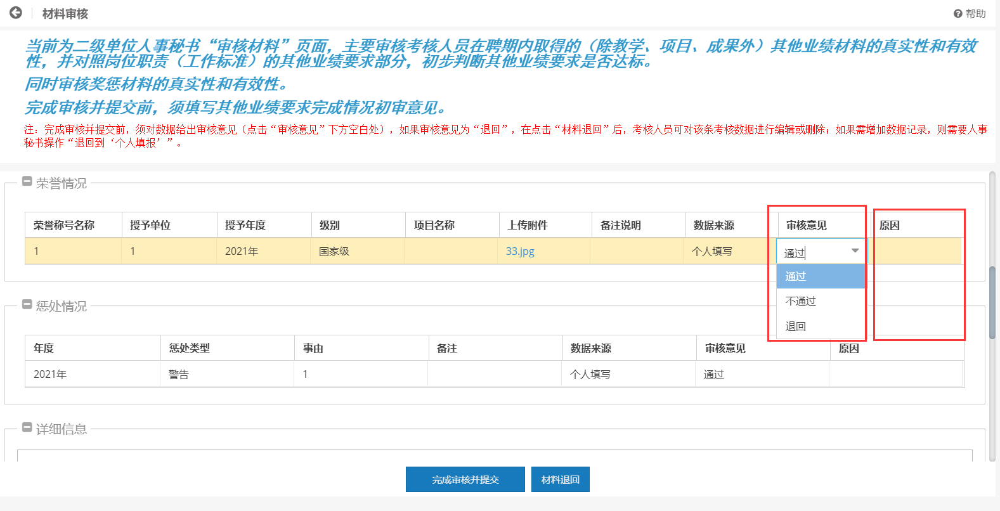 材料审核
帮助
当前为二级单位人事秘书“审核材料”页面，主要审核考核人员在聘期内取得的（除教学、项目、成果外）其他业绩材料的真实性和有效
性，并对照岗位职责（工作标准）的其他业绩要求部分，初步判断其他业绩要求是否达标。
同时审核奖惩材料的真实性和有效性。
完成审核并提交前，须填写其他业绩要求完成情况初审意见。
注：完成审核并提交前，须对数据给出审核意见（点击“审核意见”下方空白处），如果审核意见为“退回”，在点击“材料退回”后，考核人员可对该条考核数据进行编辑或删除；如果需增加数据记录，则需要人事
秘书操作“退回到‘个人填报’”。
荣誉情况
荣誉称号名称 授予单位 授予年度 级别 项目名称 上传附件 备注说明 数据来源 审核意见 原因
1 1 2021年 国家级 33.jpg 个人填写 通过
通过
不通过
退回
惩处情况
年度 惩处类型 事由 备注 数据来源 审核意见 原因
2021年 警告 1 个人填写 通过
详细信息
完成审核并提交 材料退回